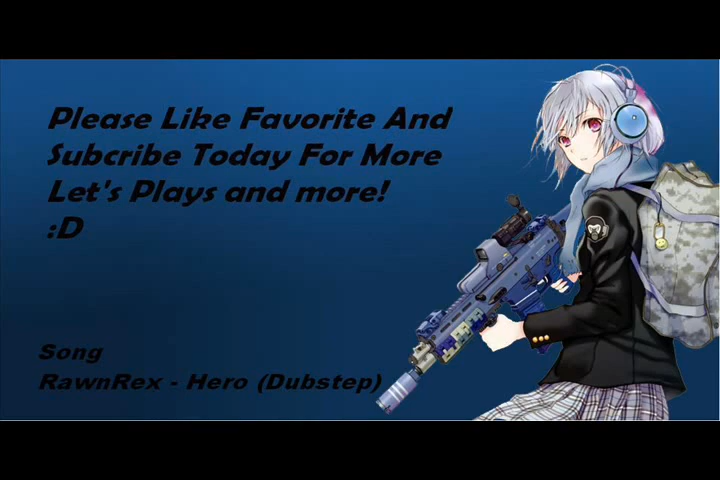 Please Like Favorite And
Subcribe Today For More
Let's Plays and more!
:D
Song
RawnRex - Hero (Dubstep)